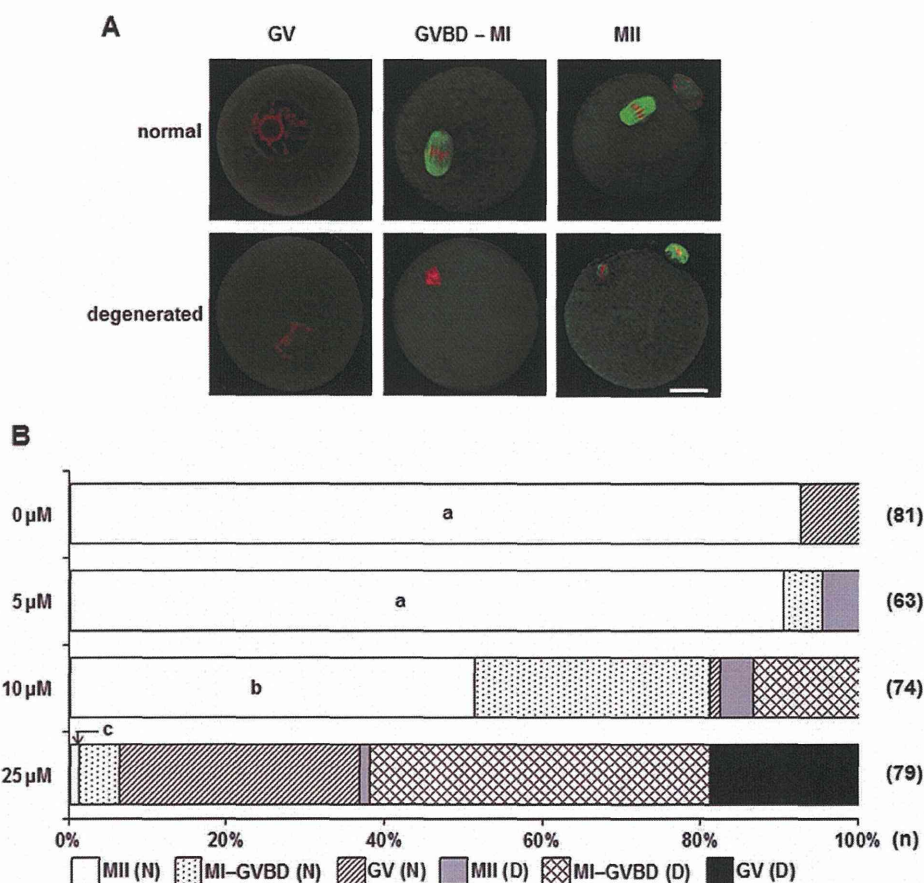 A
GV
GVBD – MI
MII
normal
degenerated
B
0 µM
a
(81)
5 µM
a
(63)
10 µM
b
(74)
c
25 µM
(79)
0% 20% 40% 60% 80% 100% (n)
MII (N) MI–GVBD (N) GV (N) MII (D) MI–GVBD (D) GV (D)